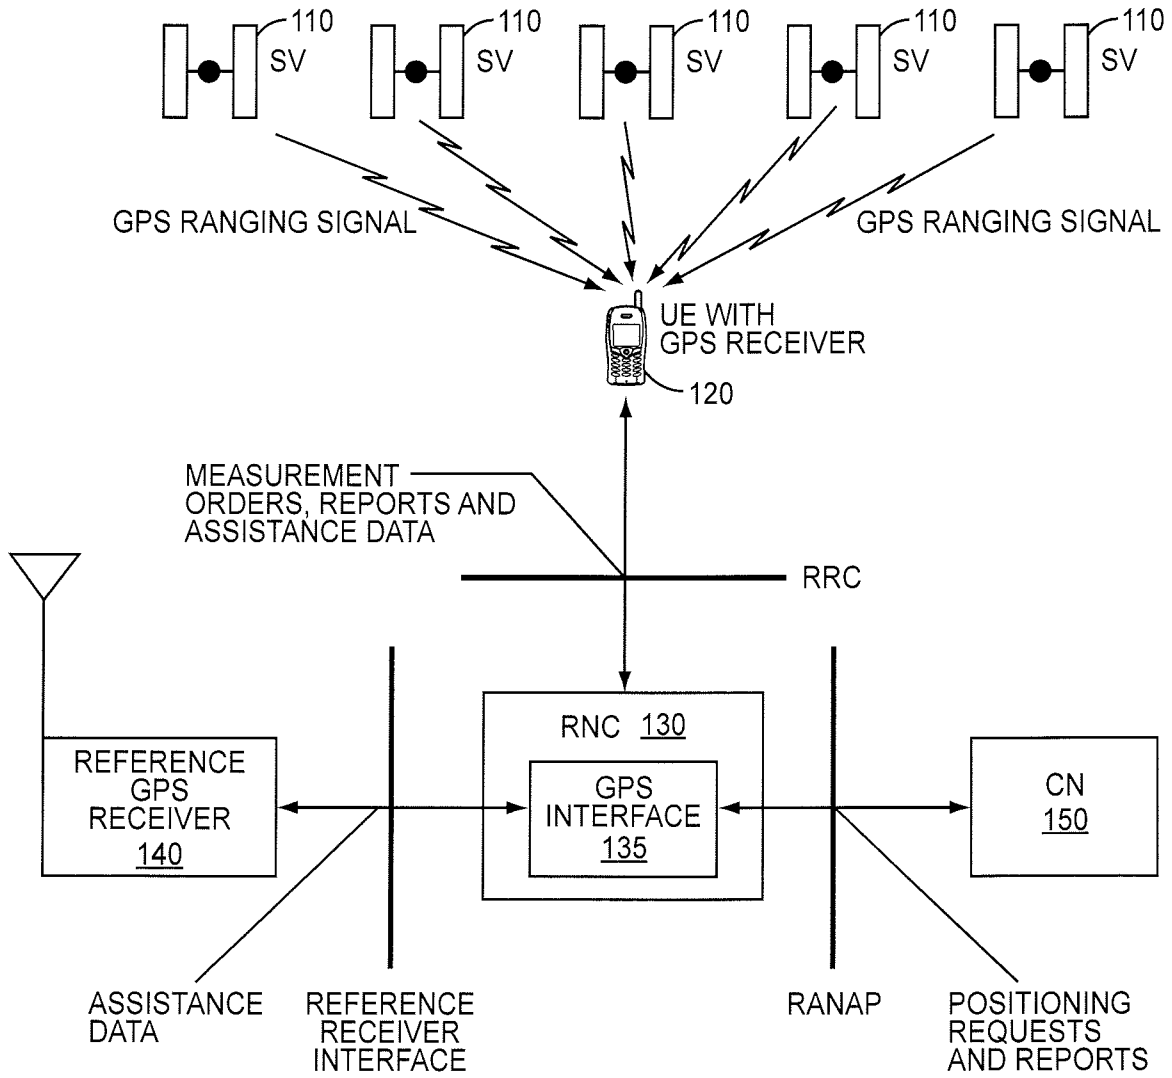 110
110
110
110
110
SV
SV
SV
SV
SV
GPS RANGING SIGNAL
GPS RANGING SIGNAL
UE WITH
GPS RECEIVER
120
MEASUREMENT
ORDERS, REPORTS AND
ASSISTANCE DATA
RRC
RNC 130
REFERENCE
GPS
RECEIVER
140
GPS
INTERFACE
135
CN
150
ASSISTANCE
DATA
REFERENCE
RECEIVER
INTERFACE
RANAP
POSITIONING
REQUESTS
AND REPORTS